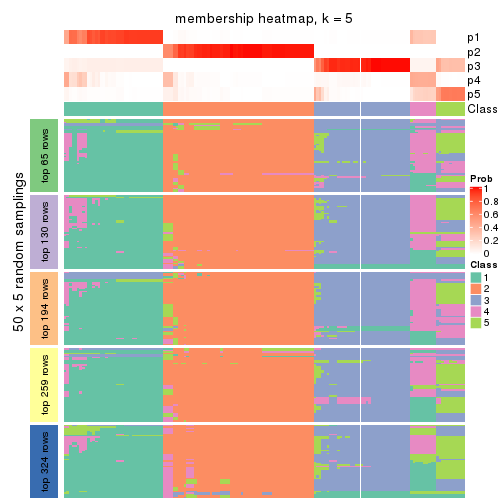 membership heatmap, k = 5
p1
p2
p3
p4
p5
Class
50 x 5 random samplings
top 65 rows
top 130 rows
top 194 rows
top 259 rows
top 324 rows
Prob
1
0.8
0.6
0.4
0.2
0
Class
1
2
3
4
5